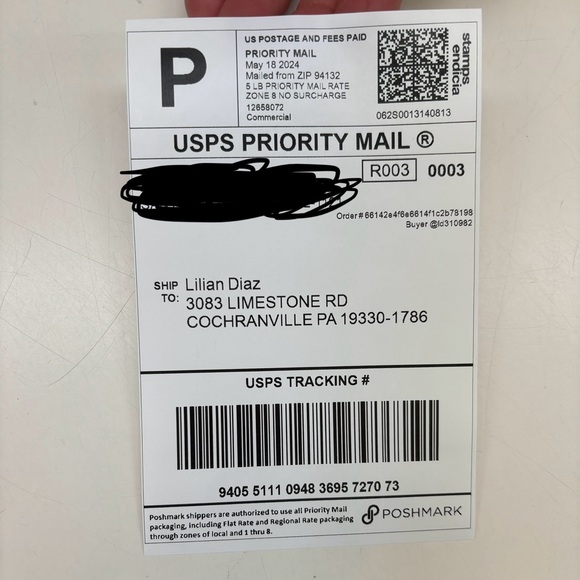 P
US POSTAGE AND FEES PAID
PRIORITY MAIL
May 18 2024
Mailed from ZIP 94132
5 LB PRIORITY MAIL RATE
ZONE 8 NO SURCHARGE
12658072
Commercial
062S0013140813
stamps
endicia
USPS PRIORITY MAIL ®
R003 0003
Order# 66142e4f6e6614f1c2b78198
Buyer @ld310982
SHIP TO: Lilian Diaz
3083 LIMESTONE RD
COCHRANVILLE PA 19330-1786
USPS TRACKING #
9405 5111 0948 3695 7270 73
Poshmark shippers are authorized to use all Priority Mail
packaging, including Flat Rate and Regional Rate packaging
through zones of local and 1 thru 8.
POSHMARK